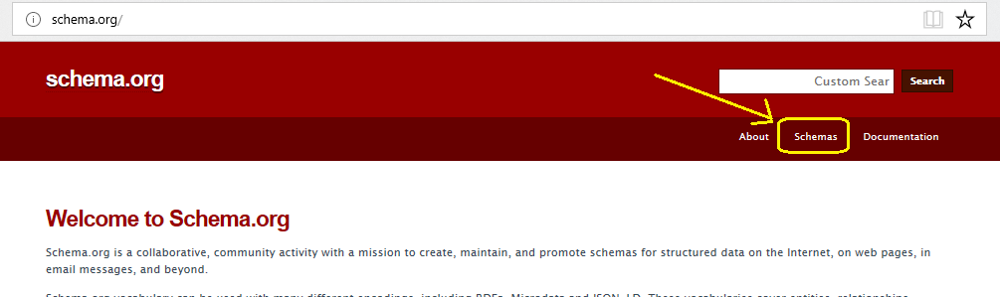 schema.org/
schema.org
Custom Sear
Search
About
Schemas
Documentation
Welcome to Schema.org
Schema.org is a collaborative, community activity with a mission to create, maintain, and promote schemas for structured data on the Internet, on web pages, in
email messages, and beyond.
Schema.org vocabulary can be used with many different encodings, including RDFa, Microdata and JSON-LD. These vocabularies cover entities, relationships